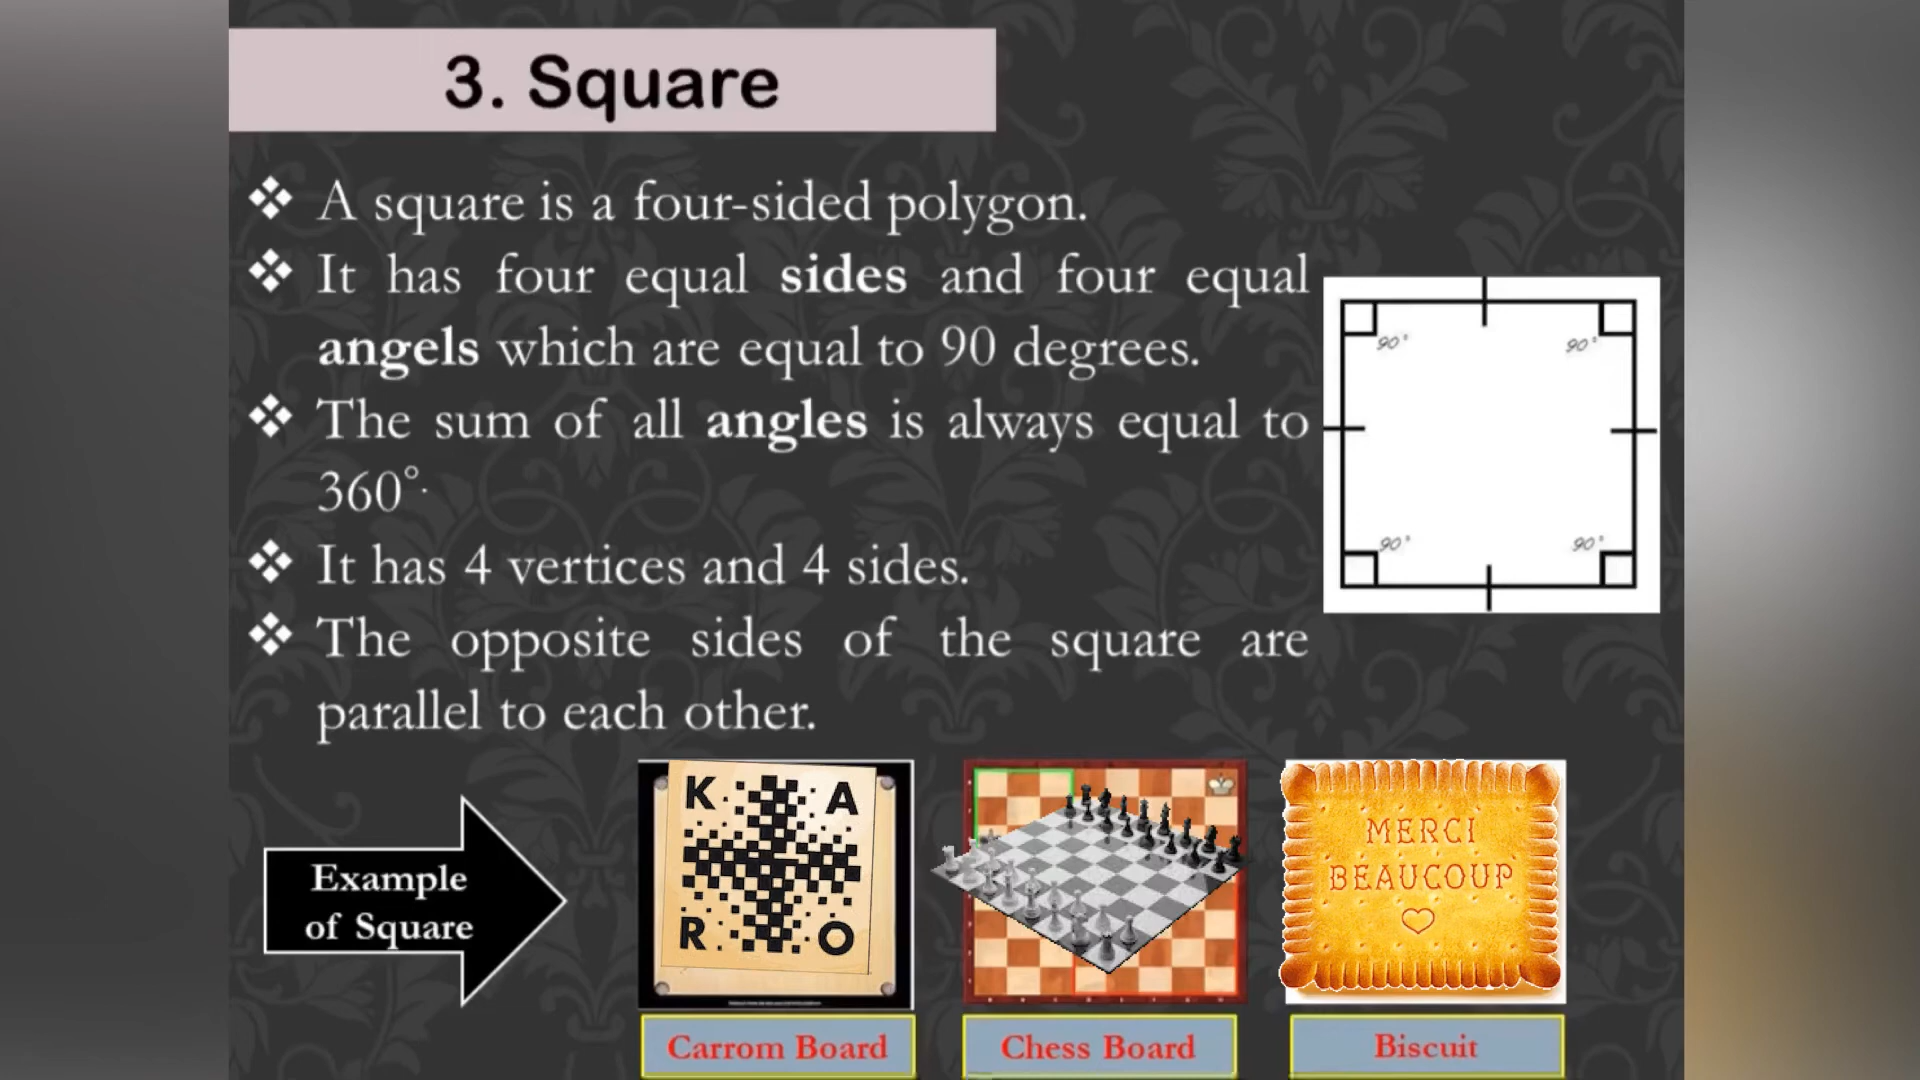 3. Square
❖ A square is a four-sided polygon.
❖ It has four equal sides and four equal
angels which are equal to 90 degrees.
❖ The sum of all angles is always equal to
360°.
❖ It has 4 vertices and 4 sides.
❖ The opposite sides of the square are
parallel to each other.
90°
90°
90°
90°
Example
of Square
K A
R O
MERCI
BEAUCOUP
Carrom Board
Chess Board
Biscuit